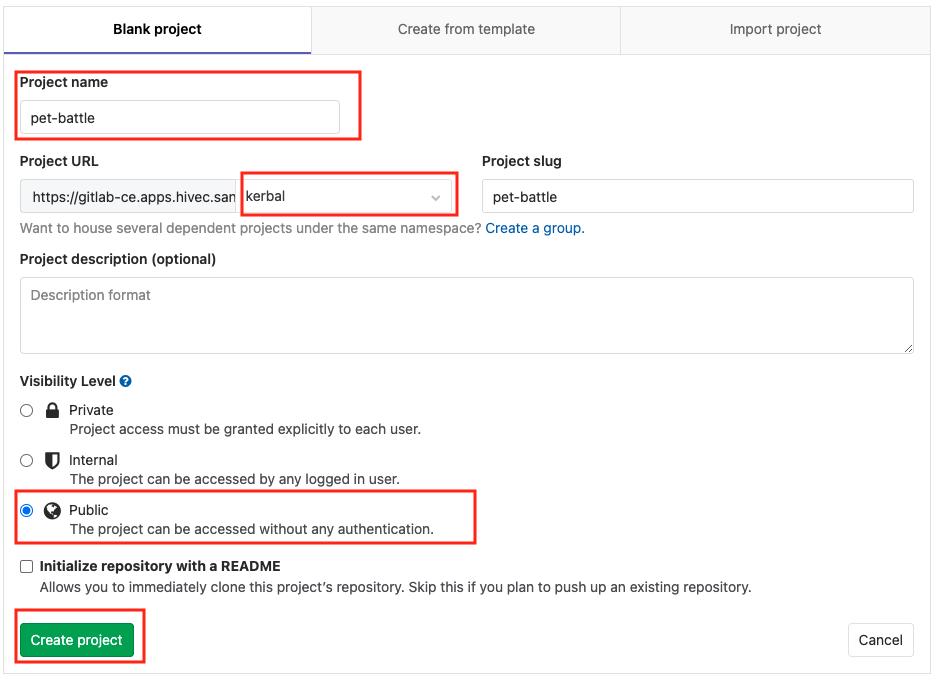 Blank project
Create from template
Import project
Project name
pet-battle
Project URL
Project slug
https://gitlab-ce.apps.hivec.san
kerbal
pet-battle
Want to house several dependent projects under the same namespace? Create a group.
Project description (optional)
Description format
Visibility Level ?
Private
Project access must be granted explicitly to each user.
Internal
The project can be accessed by any logged in user.
Public
The project can be accessed without any authentication.
Initialize repository with a README
Allows you to immediately clone this project's repository. Skip this if you plan to push up an existing repository.
Create project
Cancel